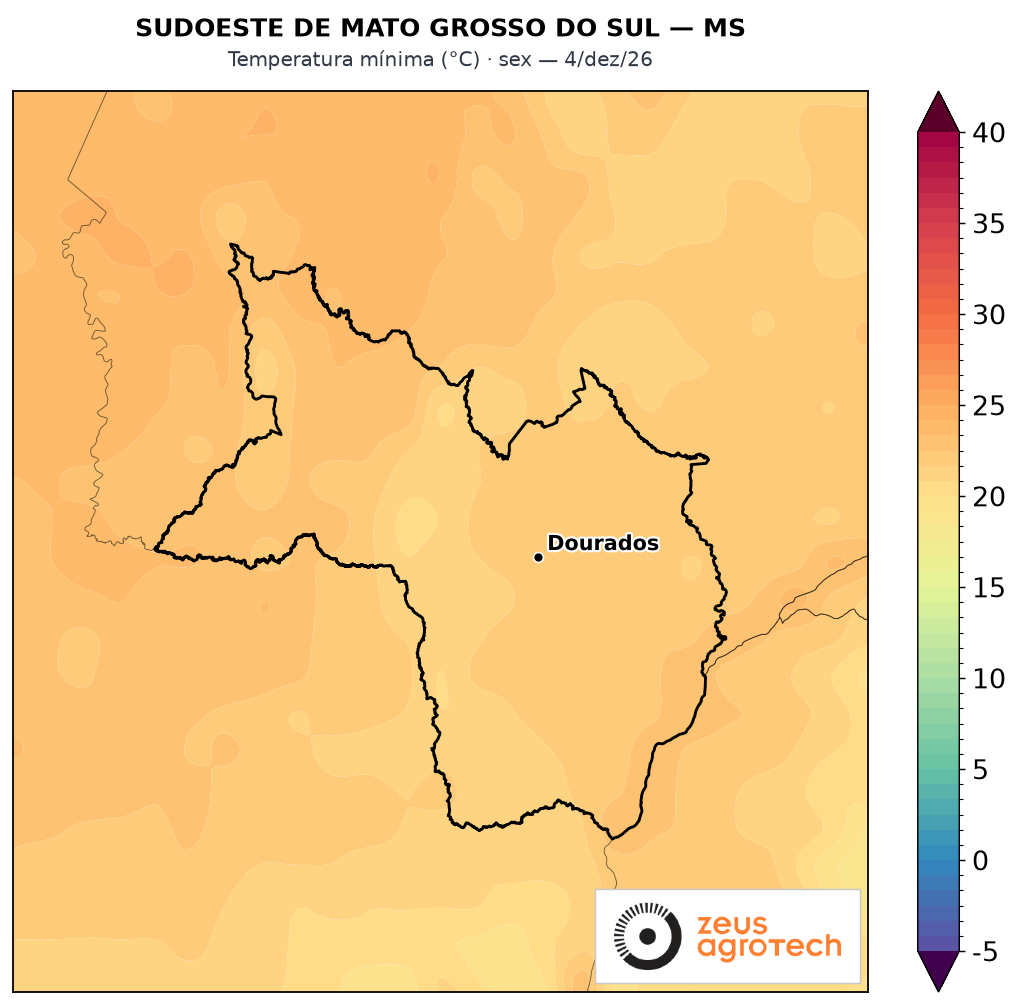 SUDOESTE DE MATO GROSSO DO SUL — MS
Temperatura mínima (°C) · sex — 4/dez/26
40
35
30
25
20
15
10
5
0
-5
Dourados
zeus
agrotech